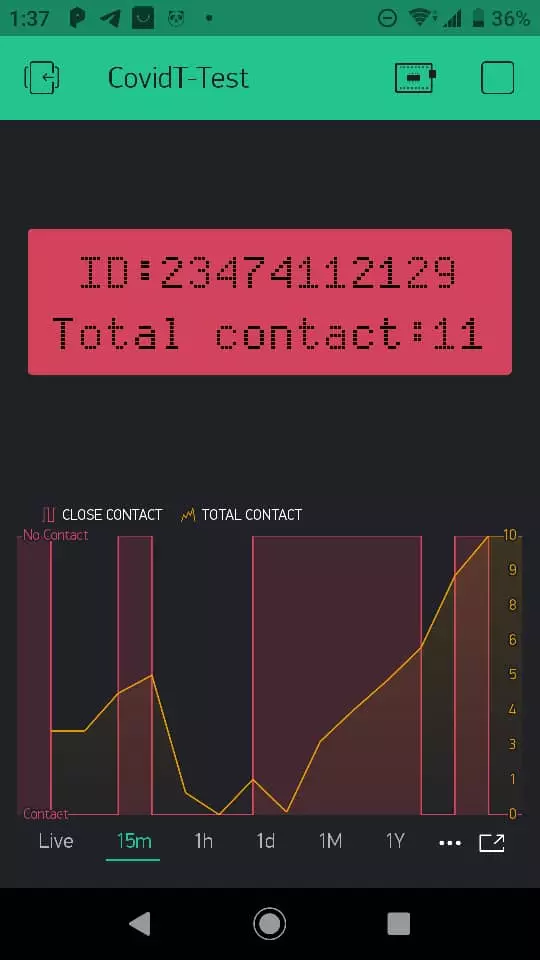 1:37
36%
CovidT-Test
ID:23474112129
Total contact:11
CLOSE CONTACT
TOTAL CONTACT
No Contact
10
9
8
6
5
4
3
1
0
Contact
Live 15m 1h 1d 1M 1Y